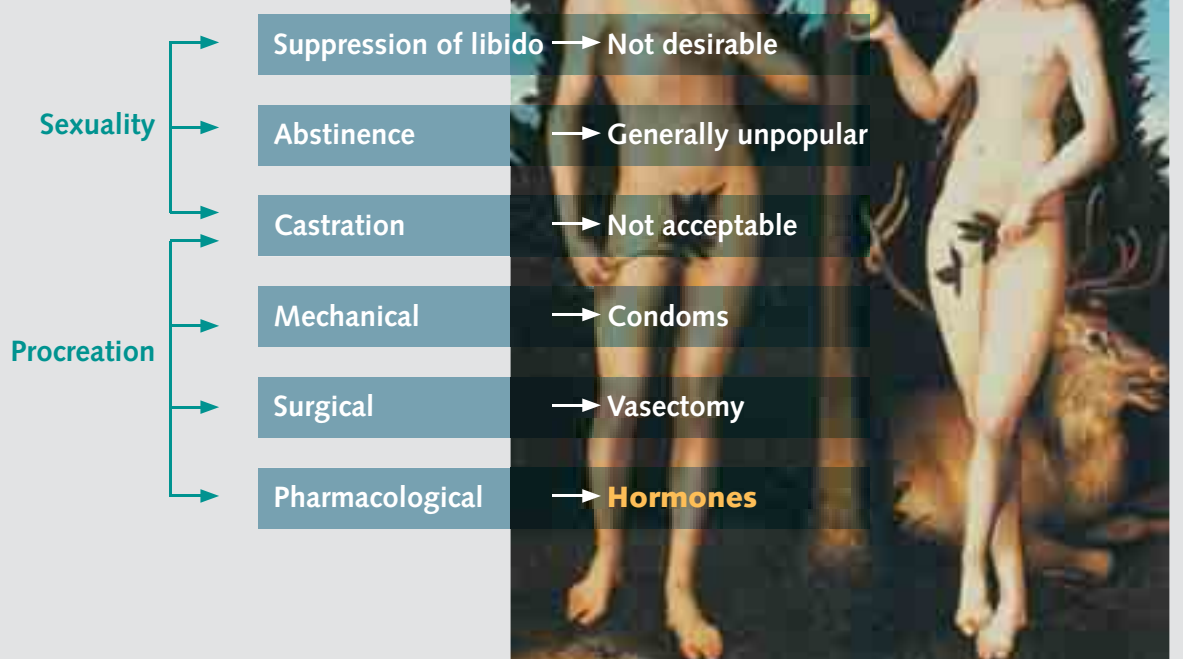 Sexuality
Suppression of libido Not desirable
Abstinence Generally unpopular
Castration Not acceptable
Procreation
Mechanical Condoms
Surgical Vasectomy
Pharmacological Hormones